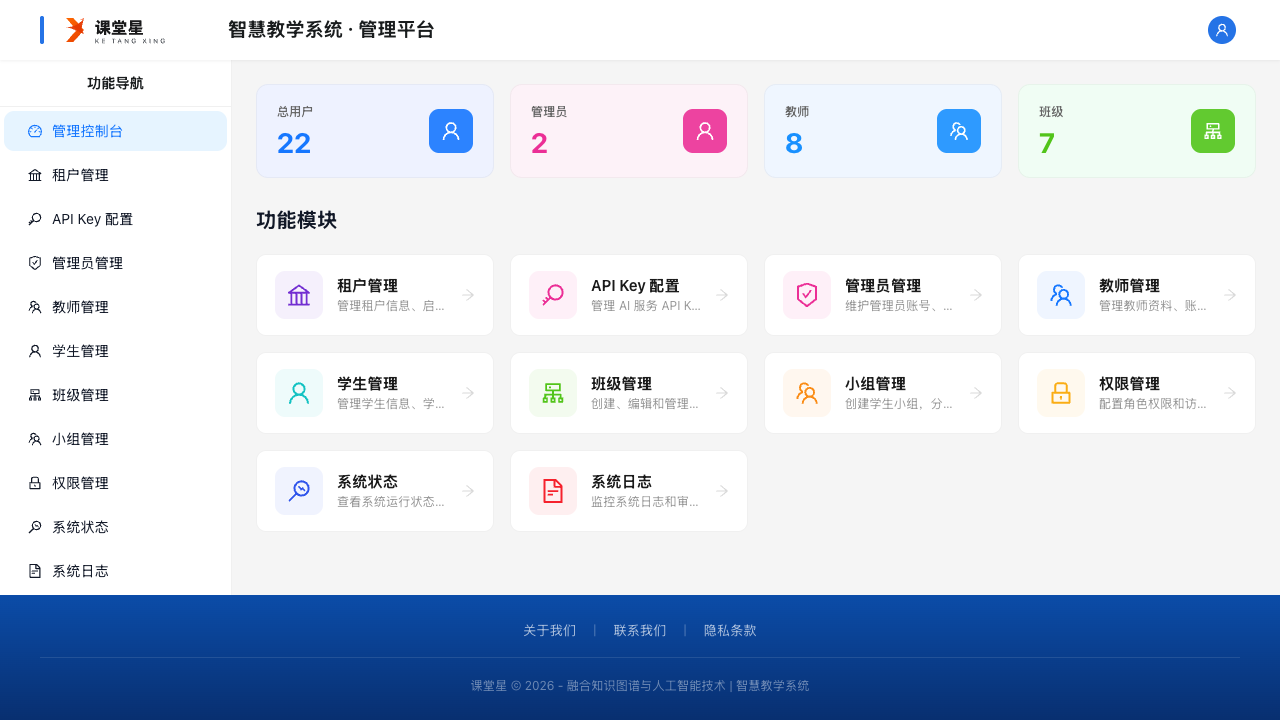 课堂星
KE TANG XING
智慧教学系统 · 管理平台
功能导航
管理控制台
租户管理
API Key 配置
管理员管理
教师管理
学生管理
班级管理
小组管理
权限管理
系统状态
系统日志
总用户
22
管理员
2
教师
8
班级
7
功能模块
租户管理
管理租户信息、启...
API Key 配置
管理 AI 服务 API K...
管理员管理
维护管理员账号、...
教师管理
管理教师资料、账...
学生管理
管理学生信息、学...
班级管理
创建、编辑和管理...
小组管理
创建学生小组，分...
权限管理
配置角色权限和访...
系统状态
查看系统运行状态...
系统日志
监控系统日志和审...
关于我们 | 联系我们 | 隐私条款
课堂星 © 2026 - 融合知识图谱与人工智能技术 | 智慧教学系统